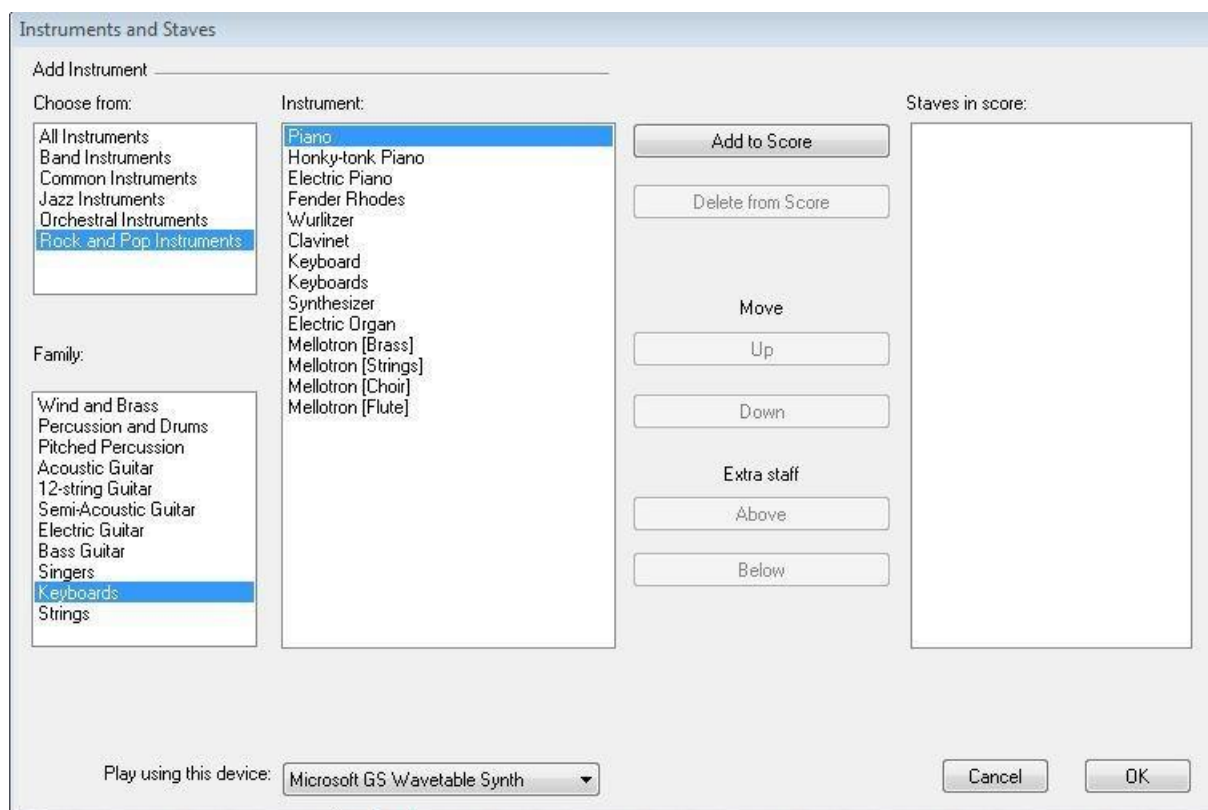 Instruments and Staves
Add Instrument
Choose from:
All Instruments
Band Instruments
Common Instruments
Jazz Instruments
Orchestral Instruments
Rock and Pop Instruments
Family:
Wind and Brass
Percussion and Drums
Pitched Percussion
Acoustic Guitar
12-string Guitar
Semi-Acoustic Guitar
Electric Guitar
Bass Guitar
Singers
Keyboards
Strings
Instrument:
Piano
Honky-tonk Piano
Electric Piano
Fender Rhodes
Wurlitzer
Clavinet
Keyboard
Keyboards
Synthesizer
Electric Organ
Mellotron [Brass]
Mellotron [Strings]
Mellotron [Choir]
Mellotron [Flute]
Add to Score
Delete from Score
Move
Up
Down
Extra staff
Above
Below
Staves in score:
Play using this device: Microsoft GS Wavetable Synth
Cancel
OK